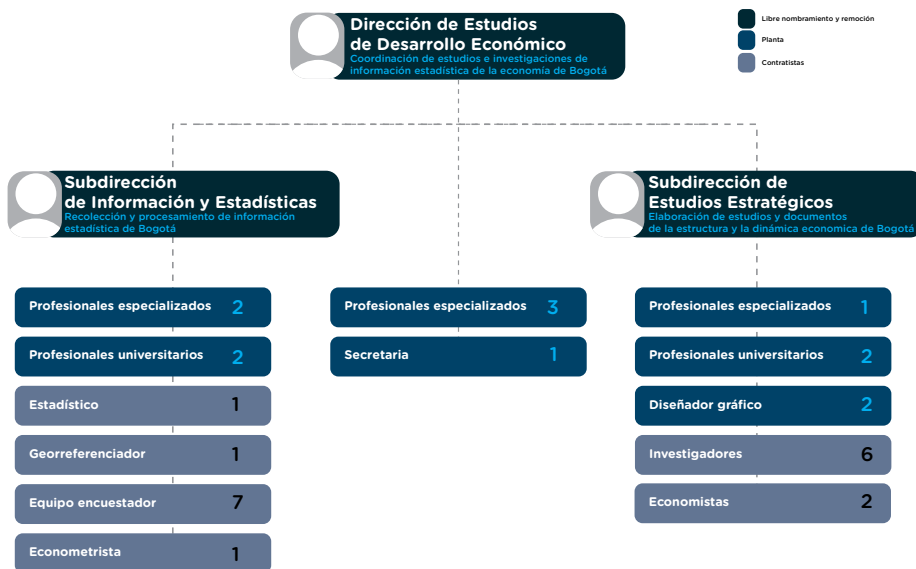 Dirección de Estudios
de Desarrollo Económico
Coordinación de estudios e investigaciones de
información estadística de la economía de Bogotá
Libre nombramiento y remoción
Planta
Contratistas
Subdirección
de Información y Estadísticas
Recolección y procesamiento de información
estadística de Bogotá
Subdirección de
Estudios Estratégicos
Elaboración de estudios y documentos
de la estructura y la dinámica economica de Bogotá
Profesionales especializados 2
Profesionales universitarios 2
Estadístico 1
Georreferenciador 1
Equipo encuestador 7
Econometrista 1
Profesionales especializados 3
Secretaria 1
Profesionales especializados 1
Profesionales universitarios 2
Diseñador gráfico 2
Investigadores 6
Economistas 2